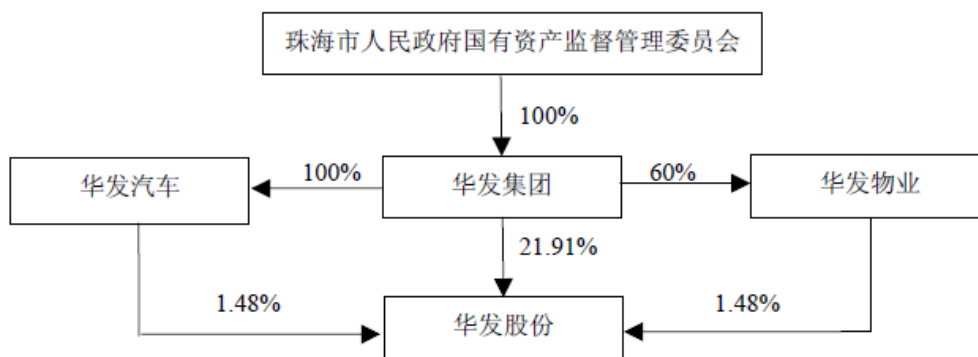 珠海市人民政府国有资产监督管理委员会
100%
华发汽车
100%
华发集团
60%
华发物业
21.91%
1.48%
1.48%
华发股份